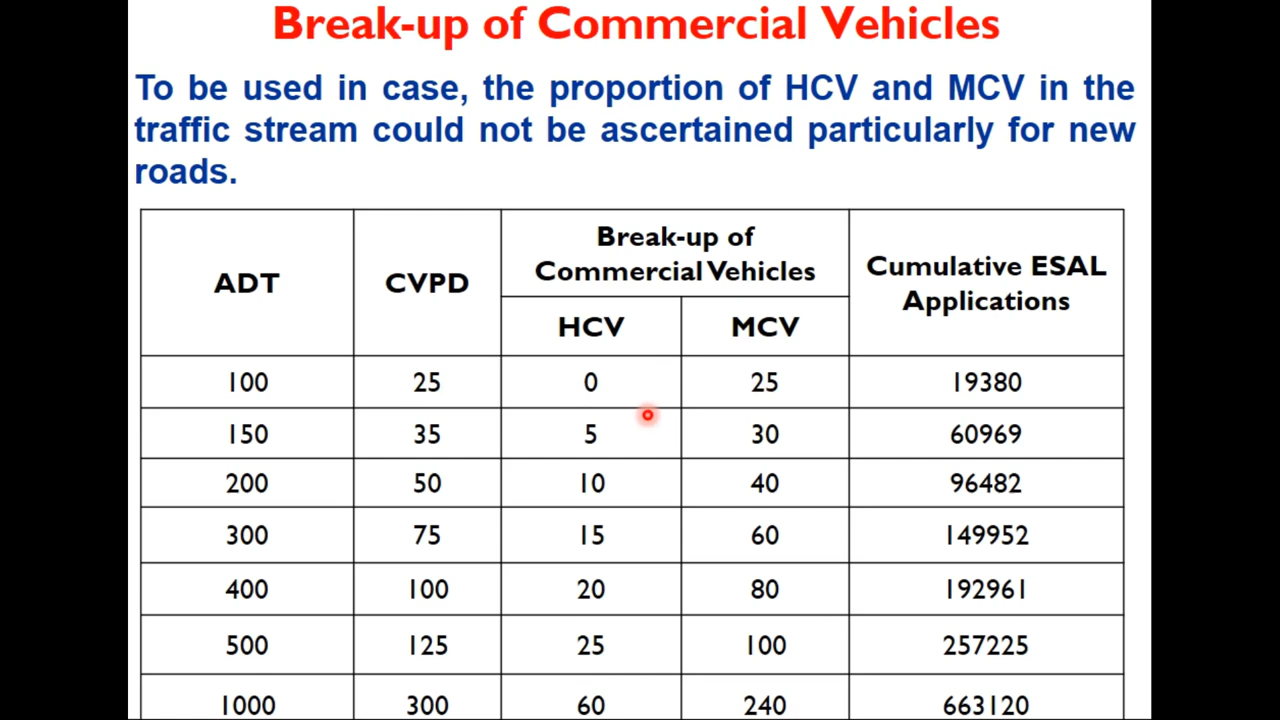 Break-up of Commercial Vehicles
To be used in case, the proportion of HCV and MCV in the
traffic stream could not be ascertained particularly for new
roads.
ADT CVPD Break-up of Commercial Vehicles Cumulative ESAL Applications
HCV MCV
100 25 0 25 19380
150 35 5 30 60969
200 50 10 40 96482
300 75 15 60 149952
400 100 20 80 192961
500 125 25 100 257225
1000 300 60 240 663120